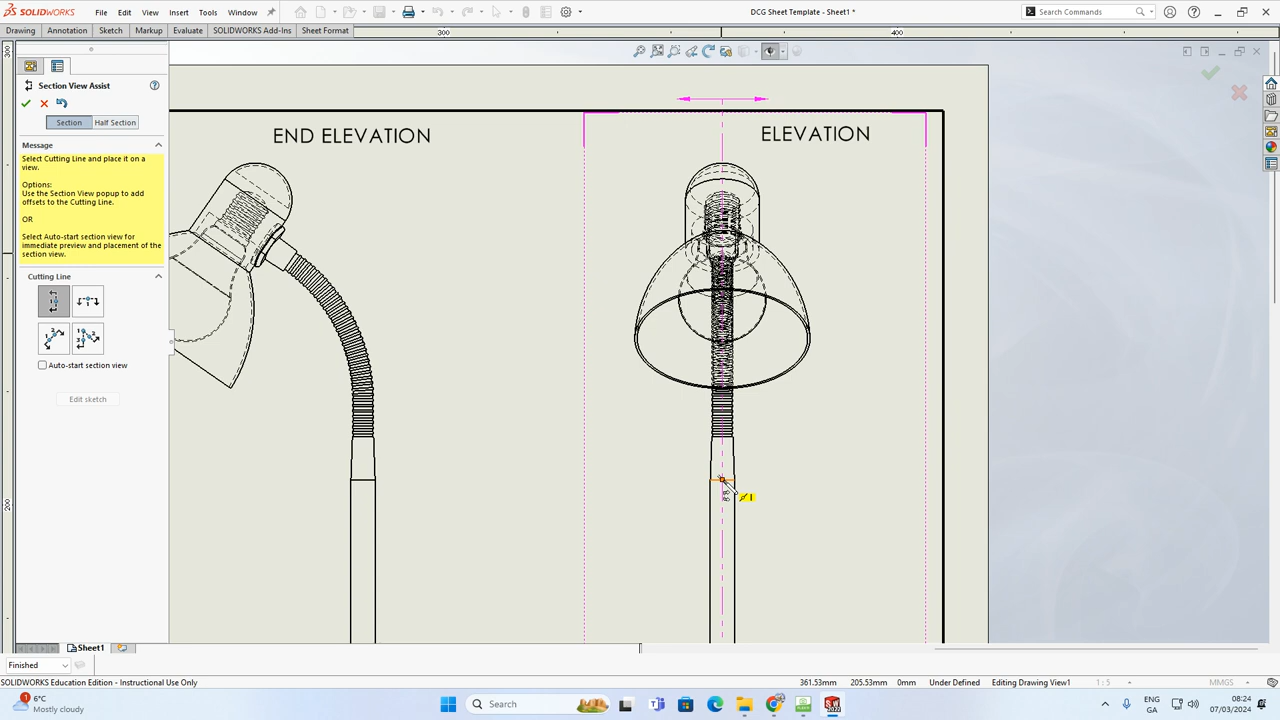 SOLIDWORKS
File Edit View Insert Tools Window
DCG Sheet Template - Sheet1 *
Search Commands
Drawing Annotation Sketch Evaluate SOLIDWORKS Add-Ins Sheet Format
300
400
300
200
Section View Assist
Section Half Section
Message
Select Cutting Line and place it on a
view.
Options:
Use the Section View popup to add
offsets to the Cutting Line.
OR
Select Auto-start section view for
immediate preview and placement of the
section view.
Cutting Line
Auto-start section view
Edit sketch
END ELEVATION
ELEVATION
Sheet1
Finished
SOLIDWORKS Education Edition - Instructional Use Only
361.53mm 205.53mm 0mm Under Defined Editing Drawing View1 1 : 5 MMGS
1
6°C
Mostly cloudy
Search
ENG
GA
08:24
07/03/2024